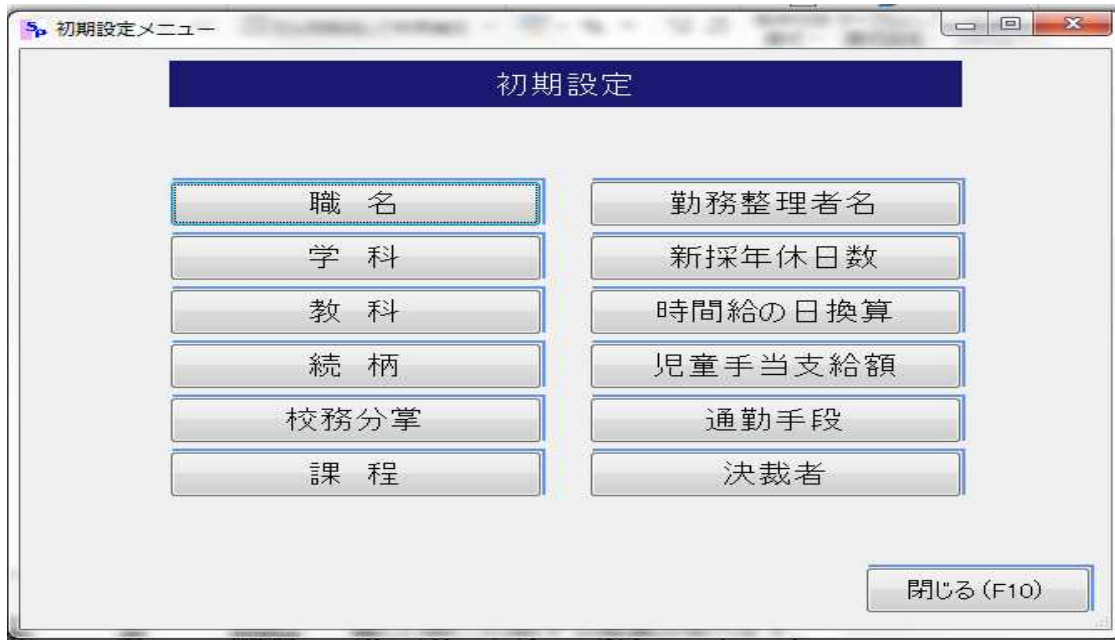 初期設定メニュー
初期設定
職 名
勤務整理者名
学 科
新採年休日数
教 科
時間給の日換算
続 柄
児童手当支給額
校務分掌
通勤手段
課 程
決裁者
閉じる(F10)